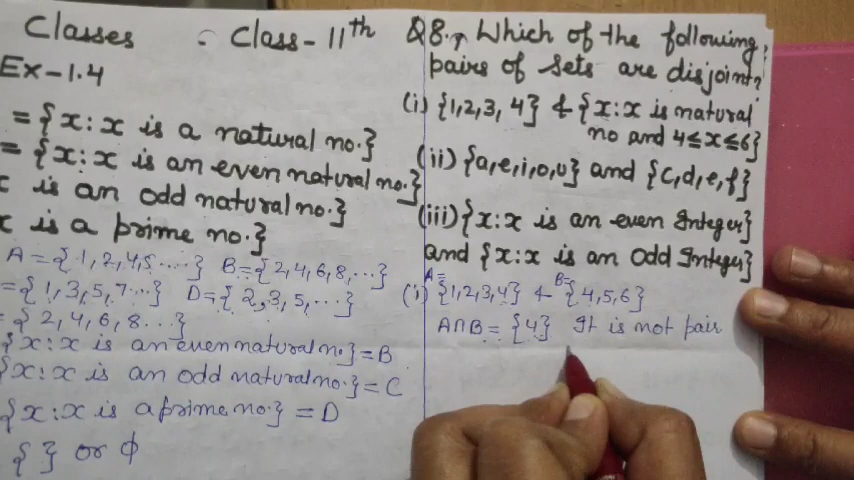 Classes - Class-11th
Ex-1.4
= {x:x is a natural no.}
= {x:x is an even natural no.}
x is an odd natural no.}
x is a prime no.}
A = {1,2,4,5.....} B={2,4,6,8,...}
= {1,3,5,7...} D={2,3,5,...}
= {2,4,6,8...}
{x:x is an even natural no.} = B
{x:x is an odd natural no.} = C
{x:x is a prime no.} = D
{ } or ϕ
Q8. Which of the following
pairs of sets are disjoint?
(i) {1,2,3,4} & {x:x is natural
no and 4≤x≤6}
(ii) {a,e,i,o,u} and {c,d,e,f}
(iii) {x:x is an even Integer}
and {x:x is an odd Integer}
A= B=
(i) {1,2,3,4} & {4,5,6}
A∩B = {4} It is not pair